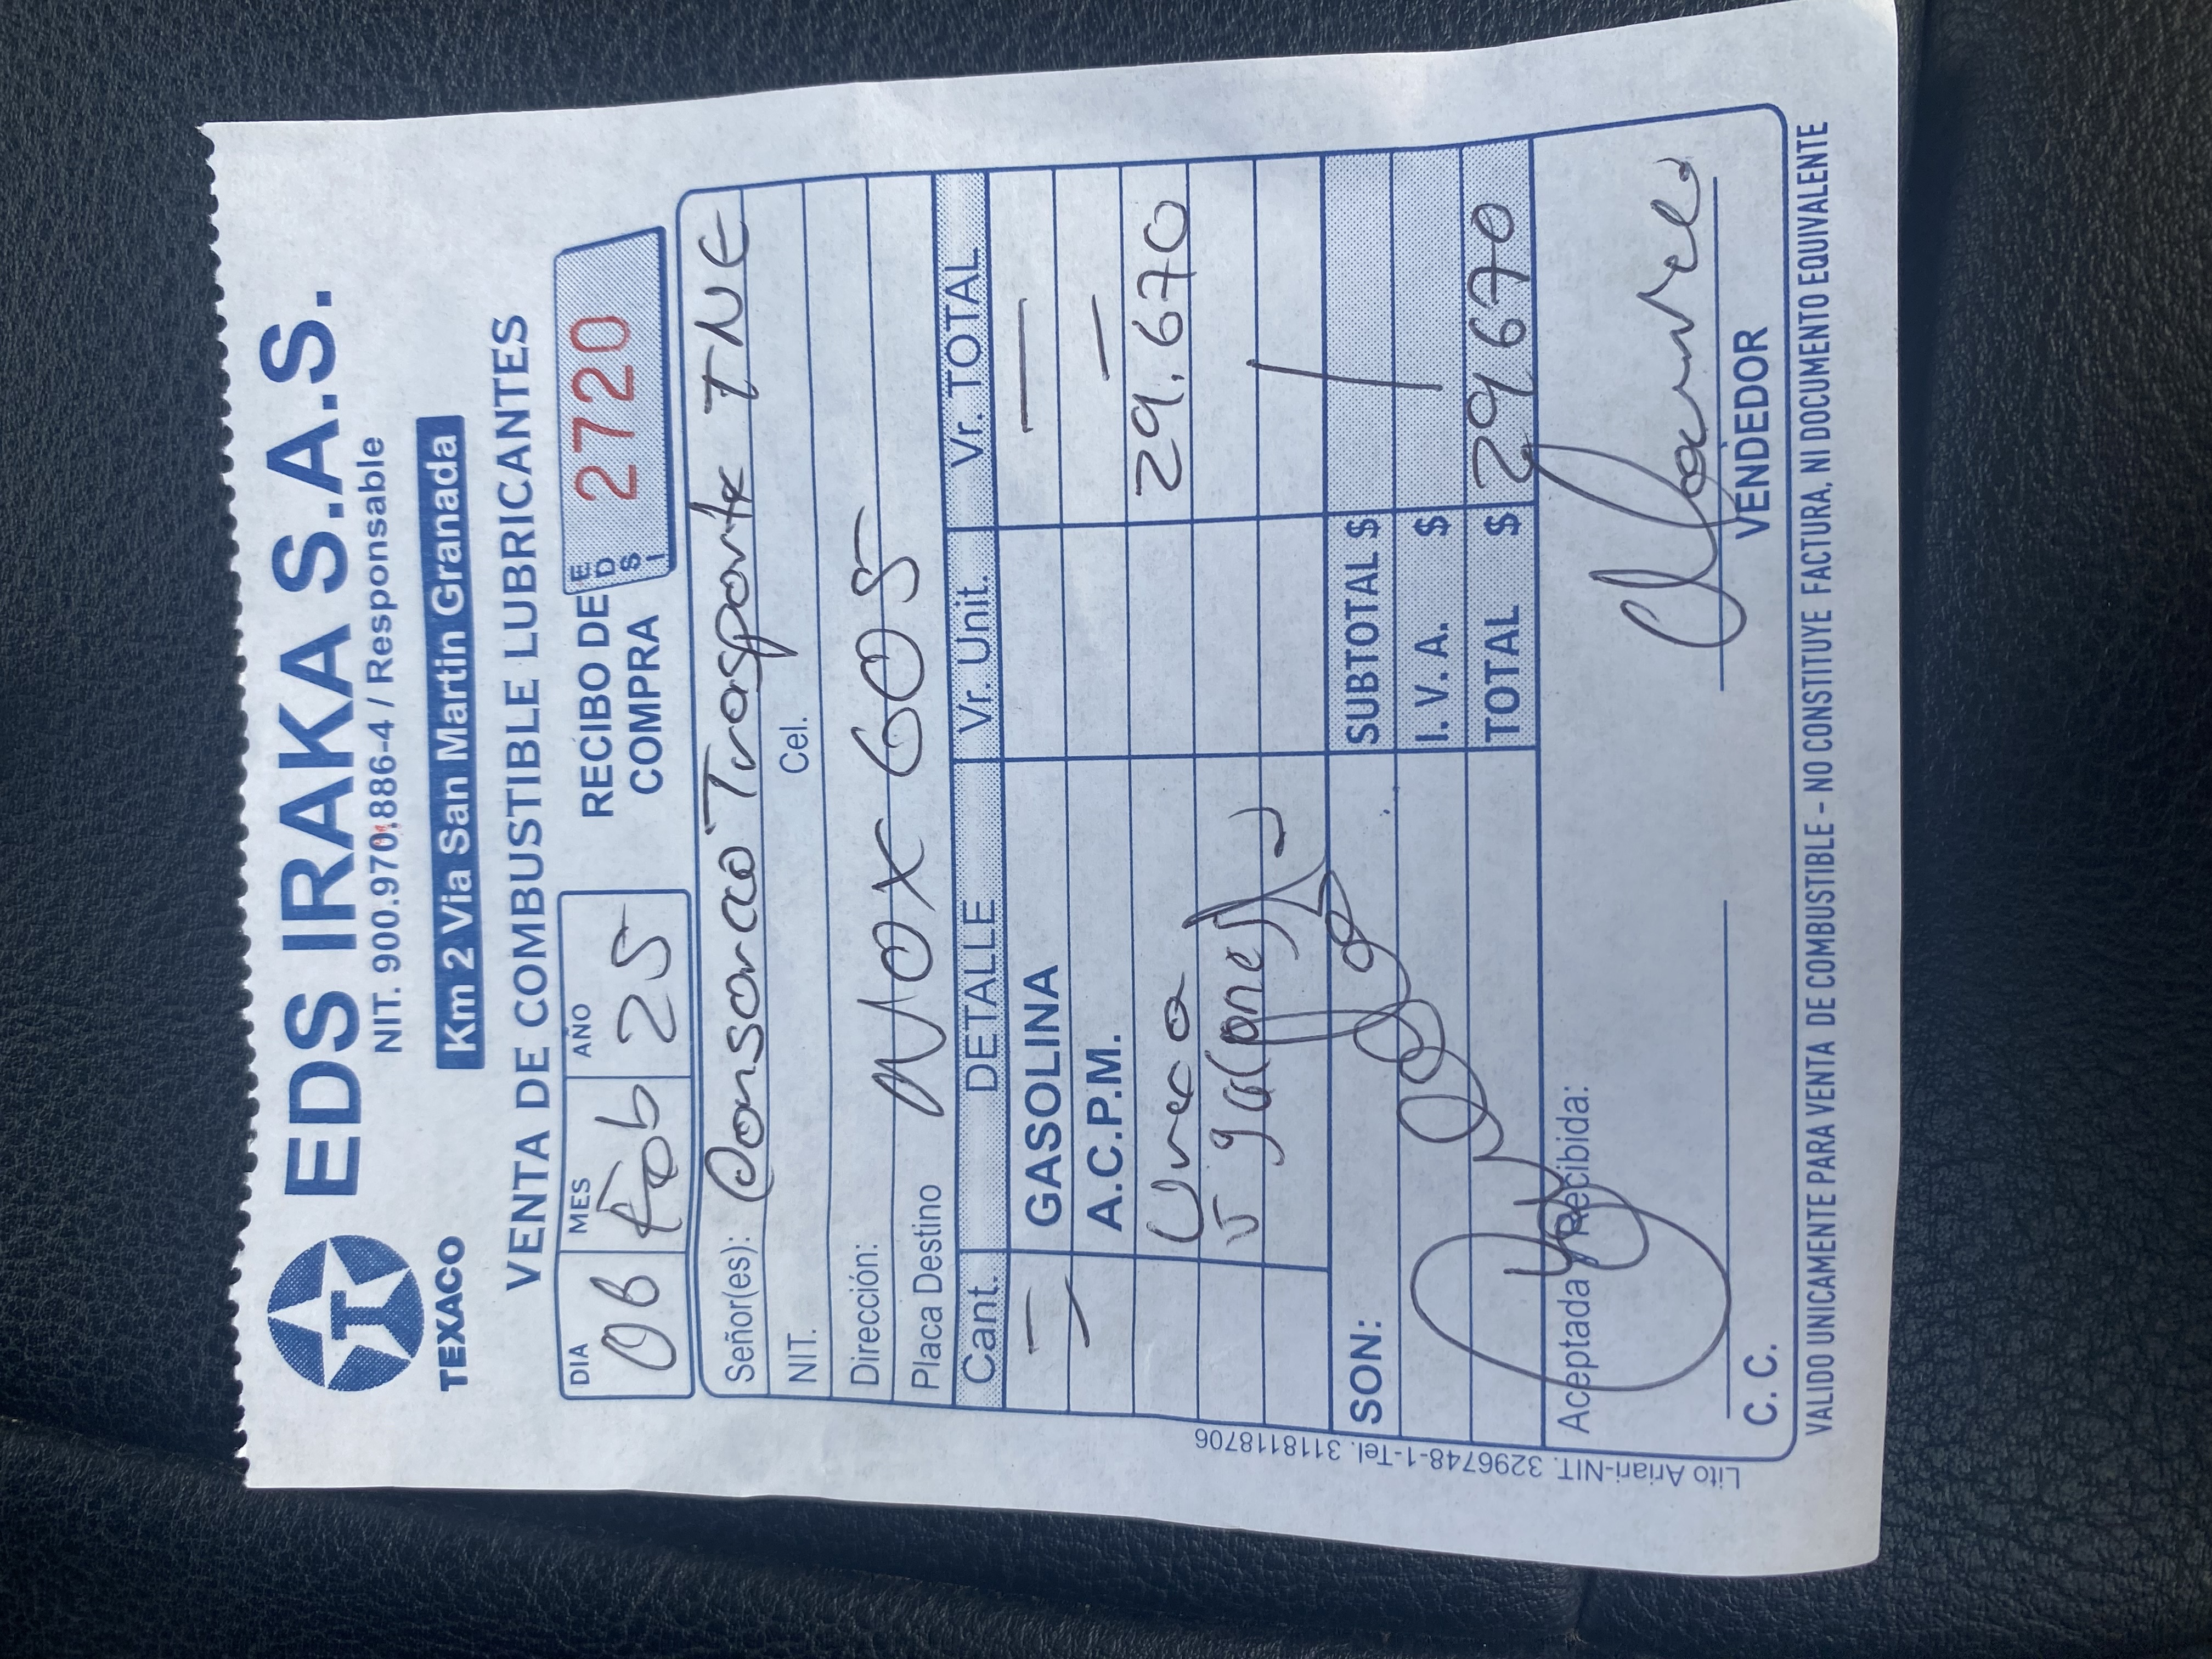 EDS IRAKA S.A.S.
NIT. 900.970.886-4 / Responsable
TEXACO
Km 2 Via San Martin Granada
VENTA DE COMBUSTIBLE LUBRICANTES
DIA MES AÑO
08 Feb 25
RECIBO DE COMPRA
EDS I 2720
Señor(es): Consorcio Trasporte TNE
NIT. Cel.
Dirección:
Placa Destino NOX 605
Cant. DETALLE Vr. Unit. Vr. TOTAL
GASOLINA
A.C.P.M.
Urea 29.670
5 galones
SON: SUBTOTAL $
I. V. A. $
TOTAL $ 29670
Aceptada y Recibida:
C. C. VENDEDOR
VALIDO UNICAMENTE PARA VENTA DE COMBUSTIBLE - NO CONSTITUYE FACTURA, NI DOCUMENTO EQUIVALENTE
Lito Ariari-NIT. 3296748-1-Tel. 3118118706